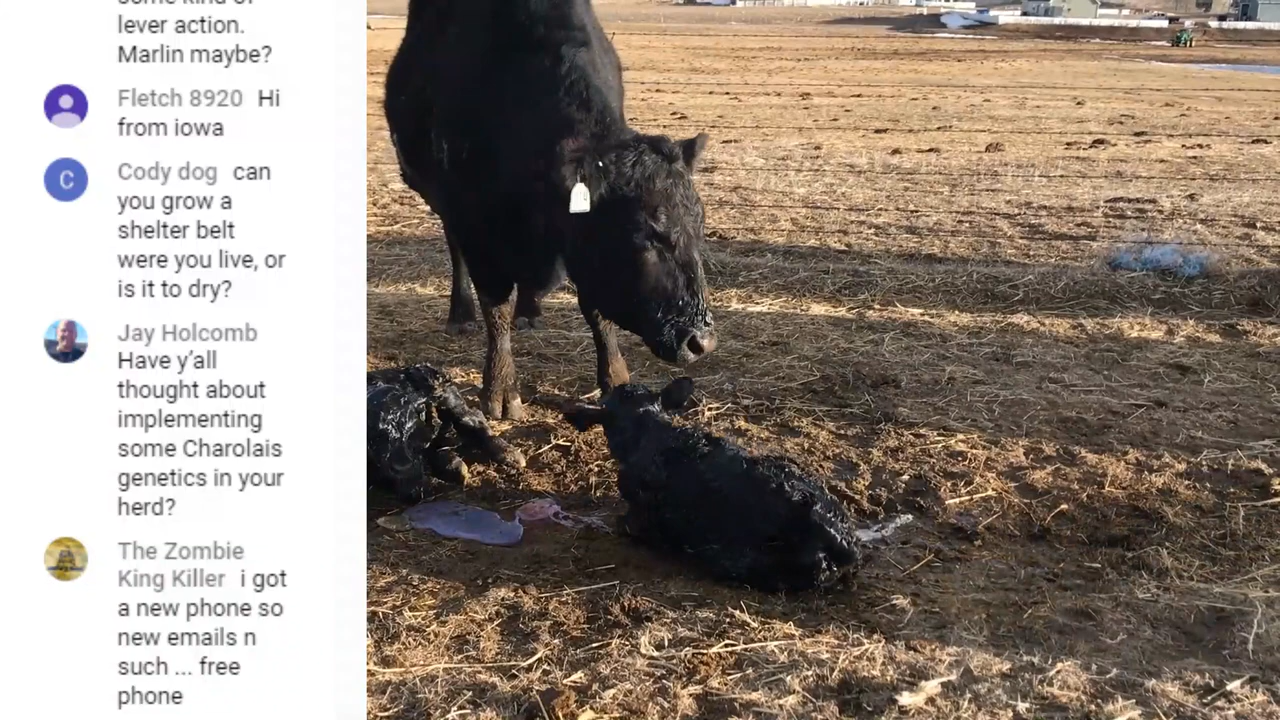 some kind of
lever action.
Marlin maybe?
Fletch 8920 Hi
from iowa
C
Cody dog can
you grow a
shelter belt
were you live, or
is it to dry?
Jay Holcomb
Have y'all
thought about
implementing
some Charolais
genetics in your
herd?
The Zombie
King Killer i got
a new phone so
new emails n
such ... free
phone